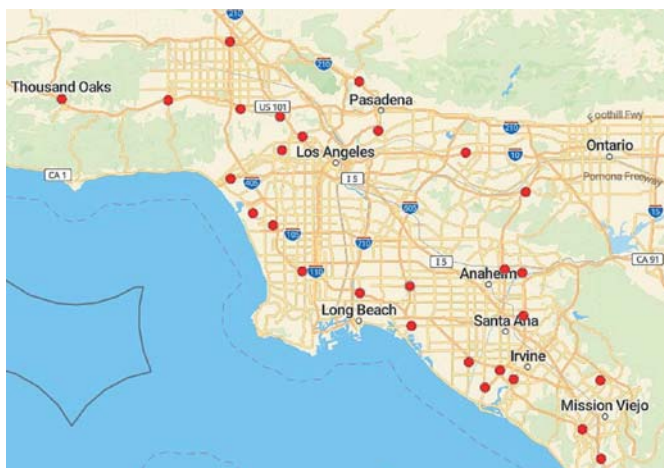 210
Thousand Oaks
210
US 101
Pasadena
Foothill Fwy
210
Ontario
Los Angeles
10
CA 1
I 5
Pomona Freeway
405
605
15
105
710
I 5
CA 91
110
Anaheim
Long Beach
Santa Ana
Irvine
Mission Viejo